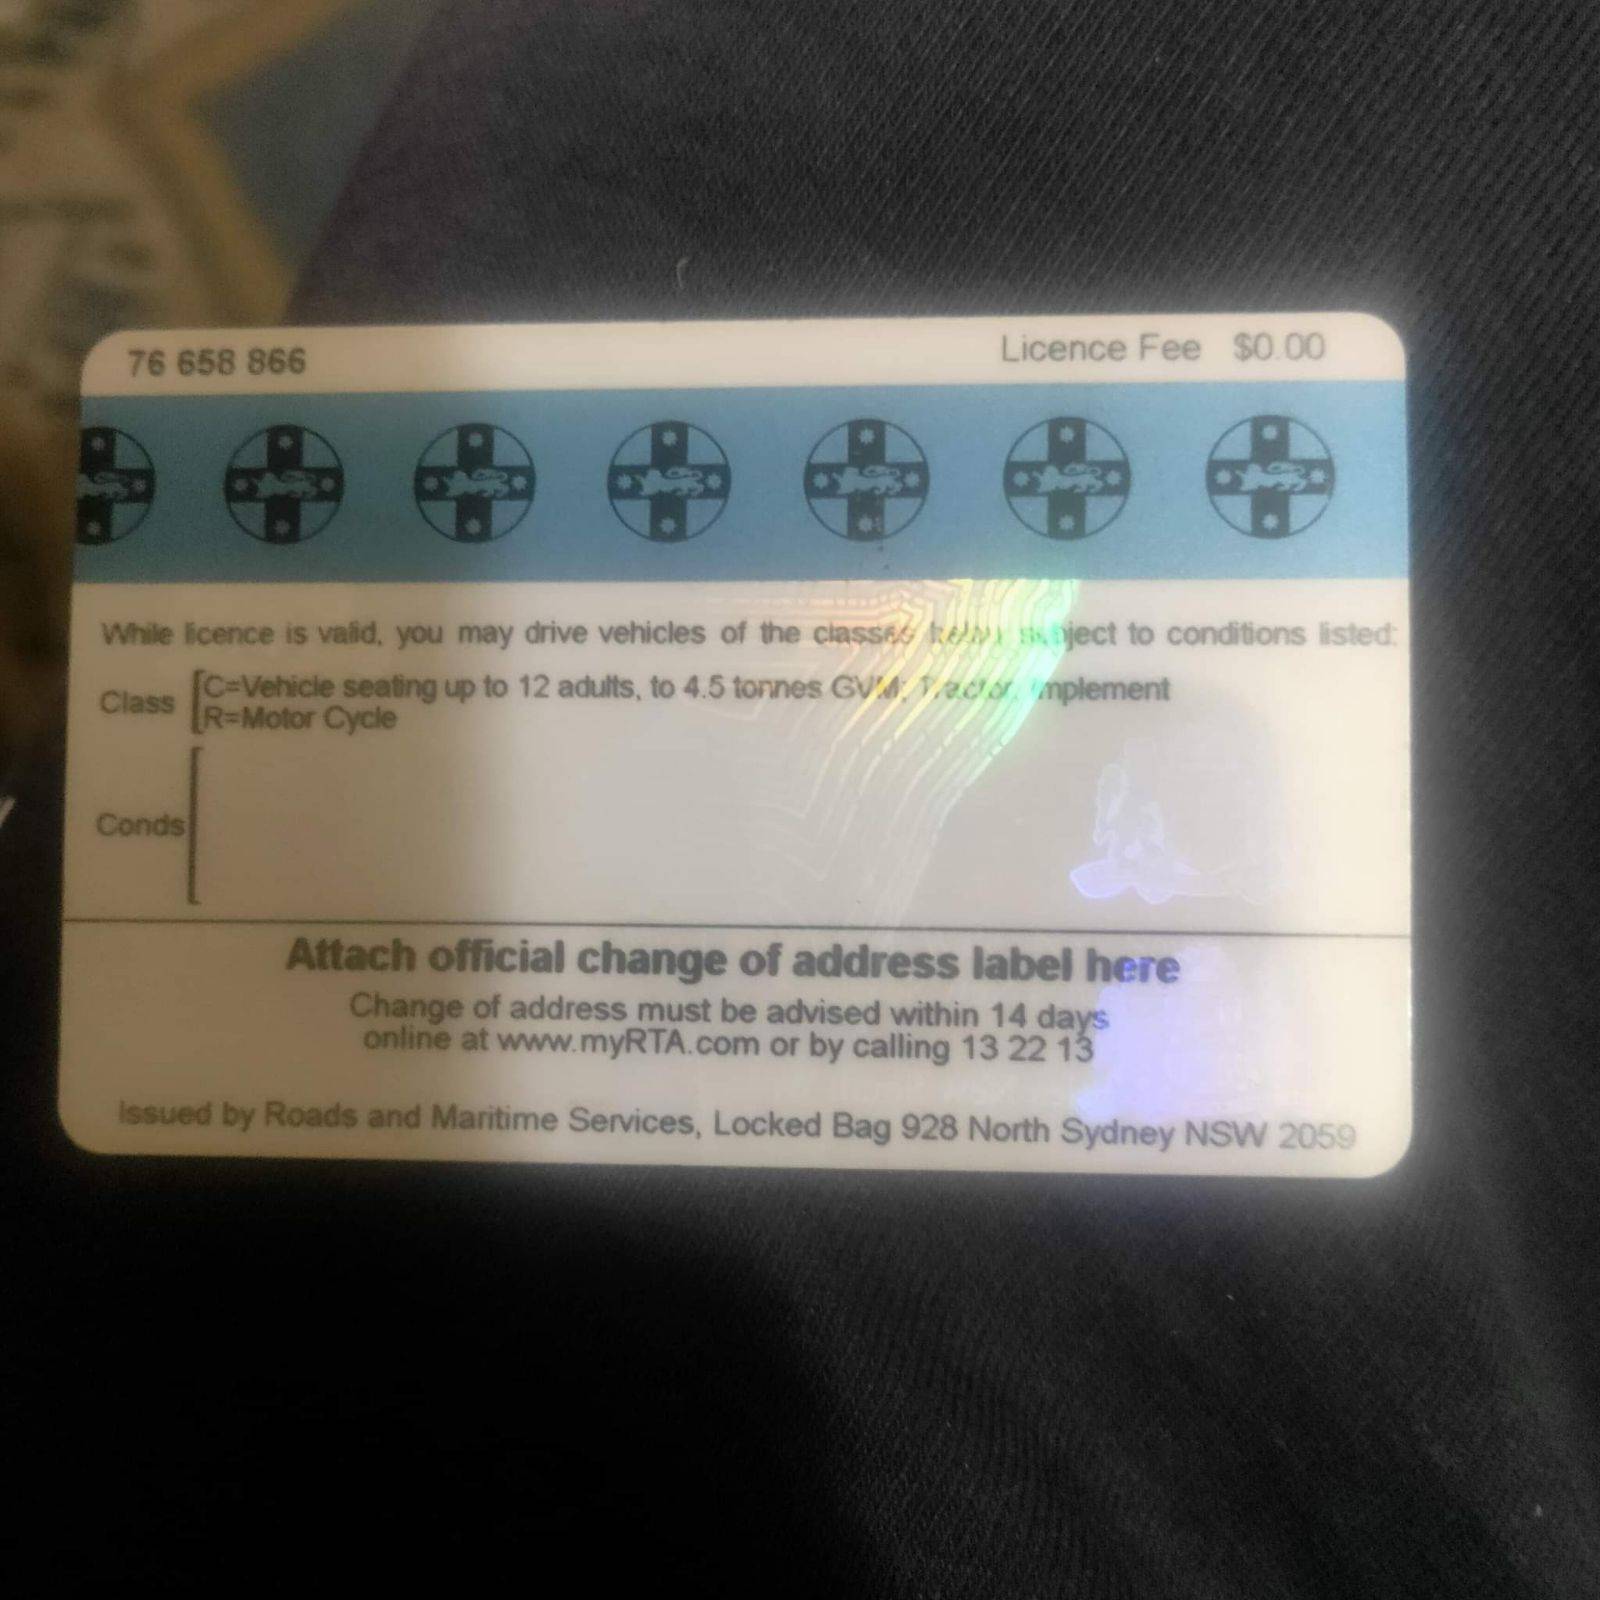 76 658 866
Licence Fee $0.00
While licence is valid, you may drive vehicles of the classes below subject to conditions listed:
Class
C=Vehicle seating up to 12 adults, to 4.5 tonnes GVM; Tractor, Implement
R=Motor Cycle
Conds
Attach official change of address label here
Change of address must be advised within 14 days
online at www.myRTA.com or by calling 13 22 13
Issued by Roads and Maritime Services, Locked Bag 928 North Sydney NSW 2059